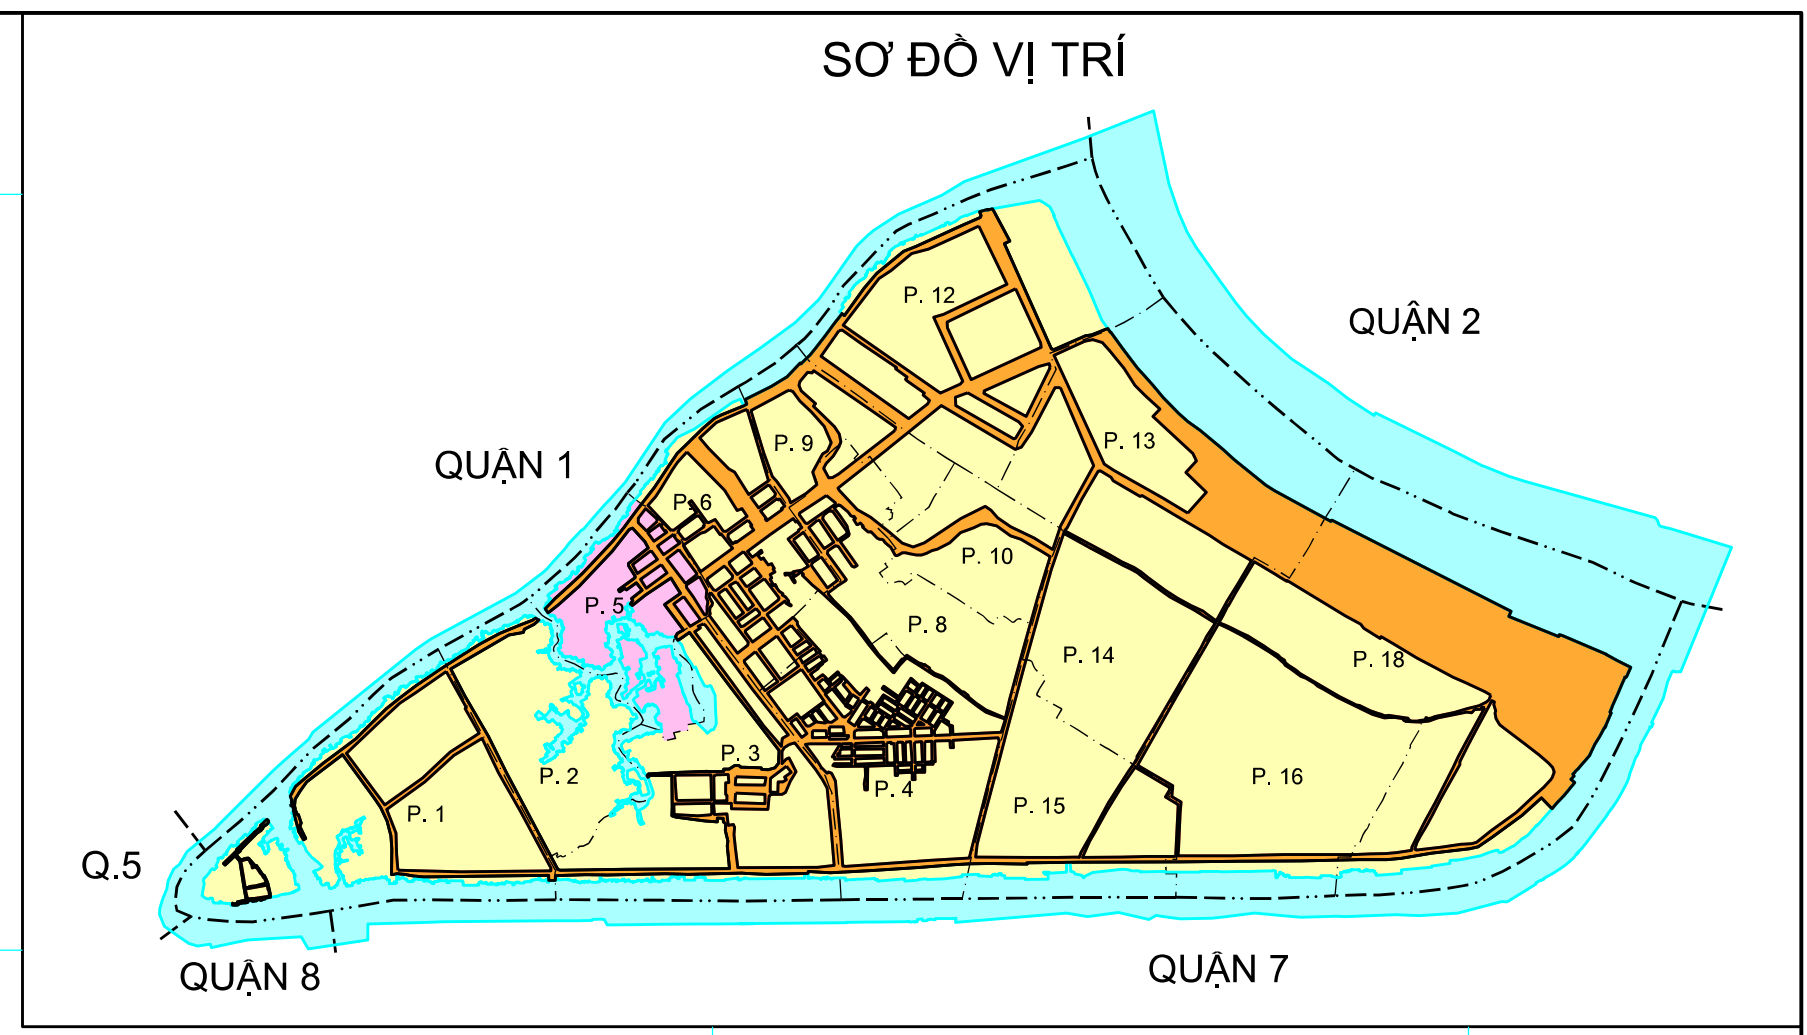 SƠ ĐỒ VỊ TRÍ
P. 12
QUẬN 2
P. 13
P. 9
QUẬN 1
P. 6
P. 10
P. 5
P. 8
P. 14
P. 18
P. 3
P. 2
P. 4
P. 16
P. 15
P. 1
Q.5
QUẬN 8
QUẬN 7